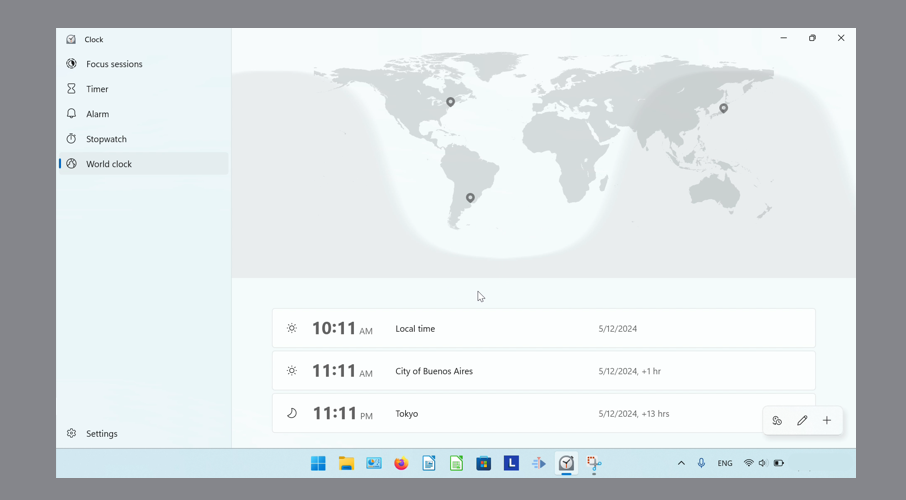 Clock
Focus sessions
Timer
Alarm
Stopwatch
World clock
10:11 AM Local time 5/12/2024
11:11 AM City of Buenos Aires 5/12/2024, +1 hr
11:11 PM Tokyo 5/12/2024, +13 hrs
Settings
L ENG